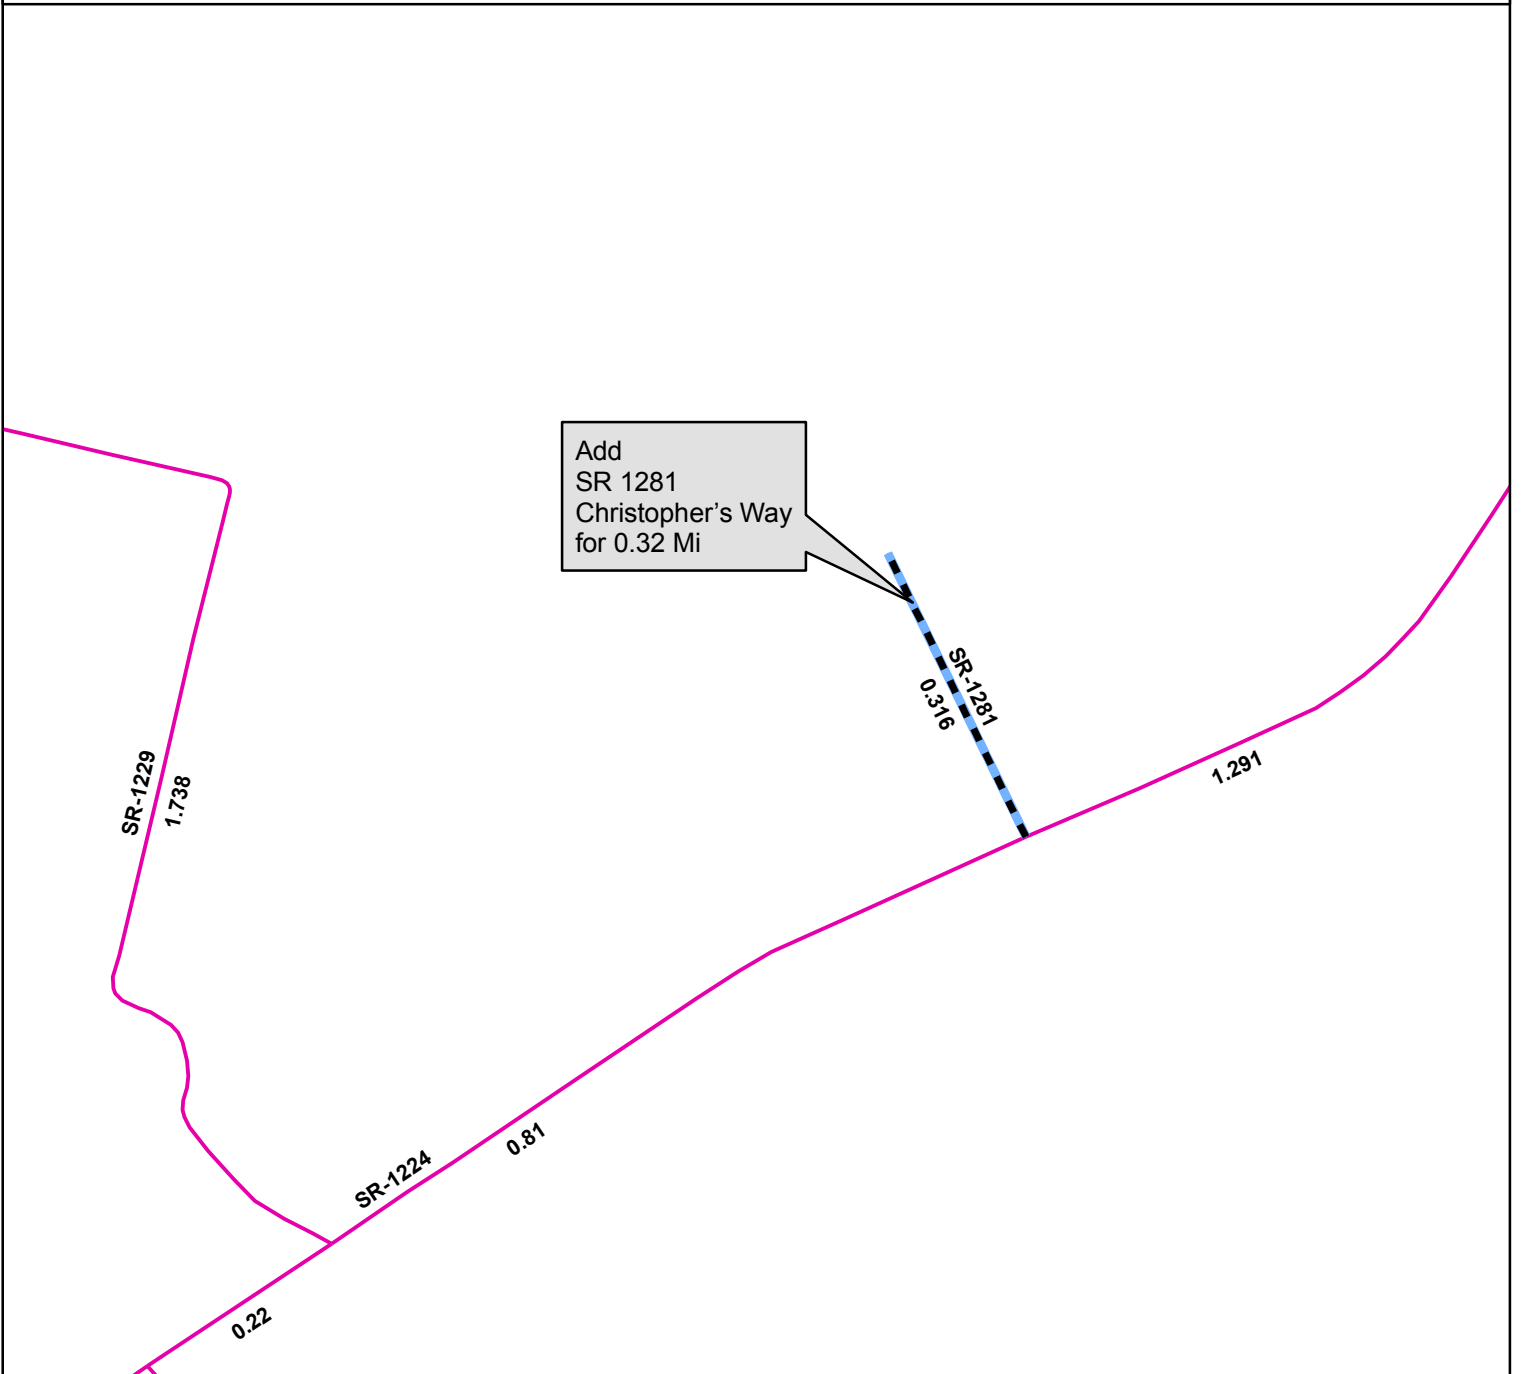 Add
SR 1281
Christopher’s Way
for 0.32 Mi
SR-1281
0.316
SR-1229
1.738
1.291
SR-1224
0.81
0.22